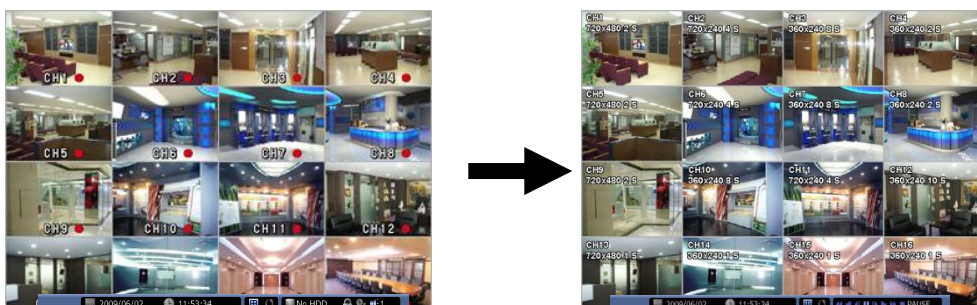 CH1 CH2 CH3 CH4
CH5 CH6 CH7 CH8
CH9 CH10 CH11 CH12
2009/06/02 11:53:34 No HDD
CH1 CH2 CH3 CH4
720x480 2 S 720x240 4 S 360x240 8 S 360x240 2 S
CH5 CH6 CH7 CH8
720x480 2 S 720x240 4 S 360x240 8 S 360x240 2 S
CH9 CH10 CH11 CH12
720x480 2 S 360x240 8 S 720x240 4 S 360x240 10 S
CH13 CH14 CH15 CH16
720x480 1 S 360x240 1 S 360x240 1 S 360x240 1 S
2009/06/02 11:53:34 PAUSE